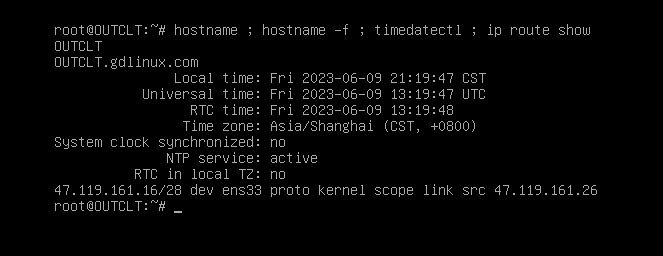 root@OUTCLT:~# hostname ; hostname -f ; timedatectl ; ip route show
OUTCLT
OUTCLT.gdlinux.com
Local time: Fri 2023-06-09 21:19:47 CST
Universal time: Fri 2023-06-09 13:19:47 UTC
RTC time: Fri 2023-06-09 13:19:48
Time zone: Asia/Shanghai (CST, +0800)
System clock synchronized: no
NTP service: active
RTC in local TZ: no
47.119.161.16/28 dev ens33 proto kernel scope link src 47.119.161.26
root@OUTCLT:~# _